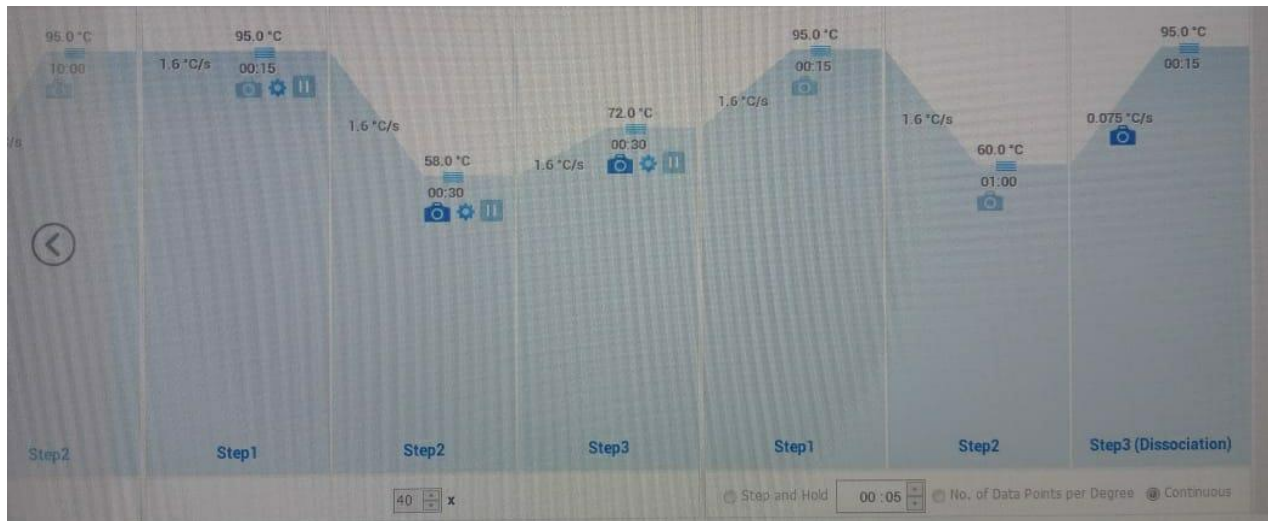 95.0 °C
10:00
/s
Step2
95.0 °C
1.6 °C/s
00:15
Step1
1.6 °C/s
58.0 °C
00:30
Step2
72.0 °C
1.6 °C/s
00:30
Step3
40 x
95.0 °C
1.6 °C/s
00:15
Step1
1.6 °C/s
60.0 °C
01:00
Step2
95.0 °C
00:15
0.075 °C/s
Step3 (Dissociation)
Step and Hold 00 :05 No. of Data Points per Degree Continuous